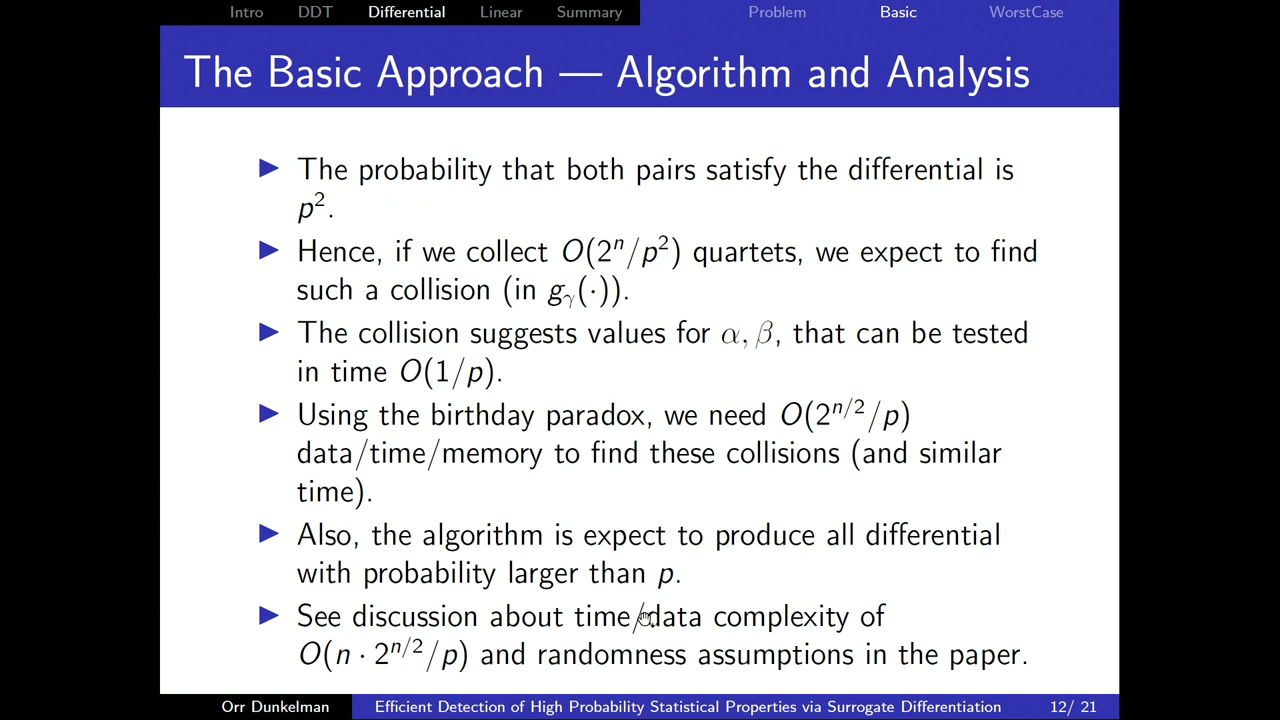 Intro DDT Differential Linear Summary Problem Basic WorstCase
The Basic Approach — Algorithm and Analysis
▶ The probability that both pairs satisfy the differential is
p².
▶ Hence, if we collect O(2ⁿ/p²) quartets, we expect to find
such a collision (in g_γ(·)).
▶ The collision suggests values for α, β, that can be tested
in time O(1/p).
▶ Using the birthday paradox, we need O(2^{n/2}/p)
data/time/memory to find these collisions (and similar
time).
▶ Also, the algorithm is expect to produce all differential
with probability larger than p.
▶ See discussion about time/data complexity of
O(n · 2^{n/2}/p) and randomness assumptions in the paper.
Orr Dunkelman Efficient Detection of High Probability Statistical Properties via Surrogate Differentiation 12/ 21